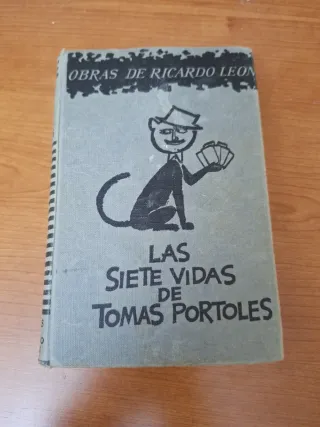 OBRAS DE RICARDO LEON
LAS
SIETE VIDAS
DE
TOMAS PORTOLES